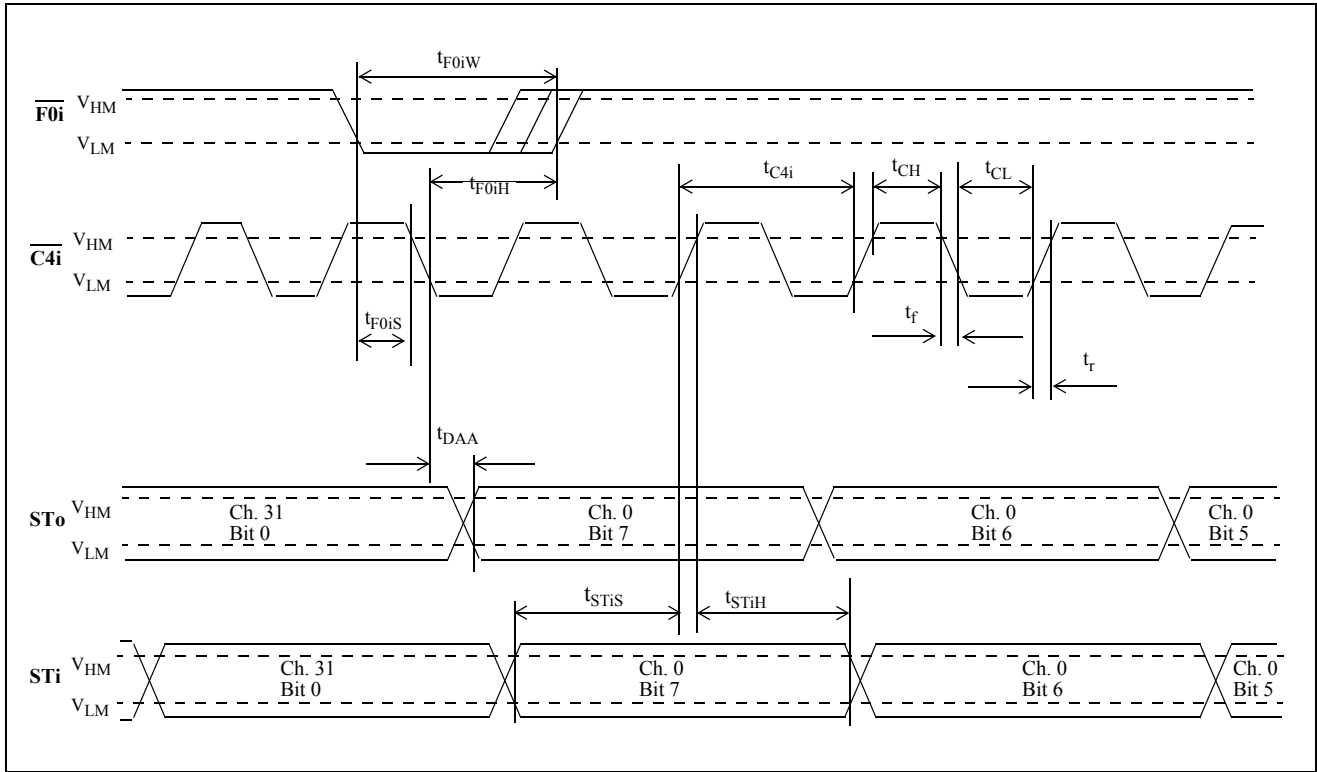 tF0iW
F0i
VHM
VLM
tF0iH
tC4i
tCH
tCL
C4i
VHM
VLM
tF0iS
tf
tr
tDAA
STo
VHM
VLM
Ch. 31
Bit 0
Ch. 0
Bit 7
Ch. 0
Bit 6
Ch. 0
Bit 5
tSTiS
tSTiH
STi
VHM
VLM
Ch. 31
Bit 0
Ch. 0
Bit 7
Ch. 0
Bit 6
Ch. 0
Bit 5